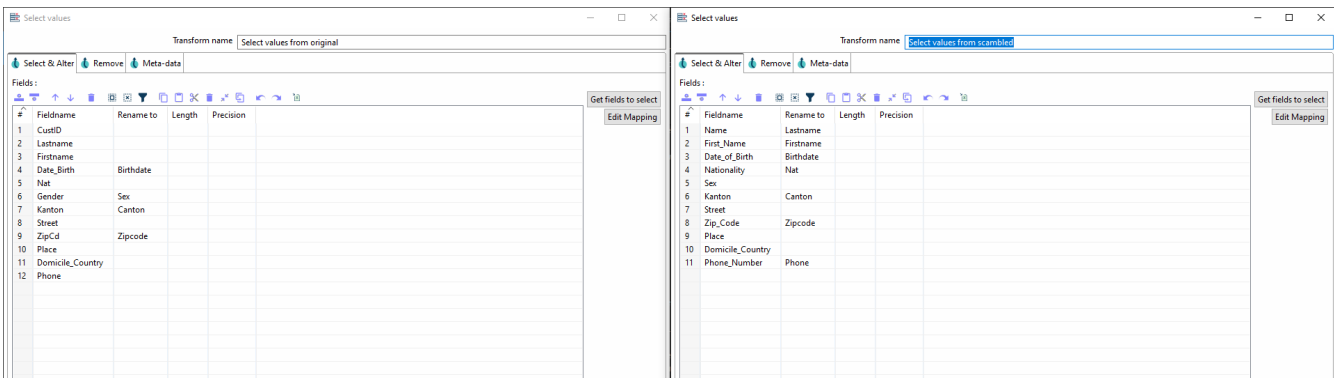 Select values
Transform name Select values from original
Select & Alter Remove Meta-data
Fields :
Get fields to select
Edit Mapping
# Fieldname Rename to Length Precision
1 CustID
2 Lastname
3 Firstname
4 Date_Birth Birthdate
5 Nat
6 Gender Sex
7 Kanton Canton
8 Street
9 ZipCd Zipcode
10 Place
11 Domicile_Country
12 Phone
Select values
Transform name Select values from scambled
Select & Alter Remove Meta-data
Fields :
Get fields to select
Edit Mapping
# Fieldname Rename to Length Precision
1 Name Lastname
2 First_Name Firstname
3 Date_of_Birth Birthdate
4 Nationality Nat
5 Sex
6 Kanton Canton
7 Street
8 Zip_Code Zipcode
9 Place
10 Domicile_Country
11 Phone_Number Phone